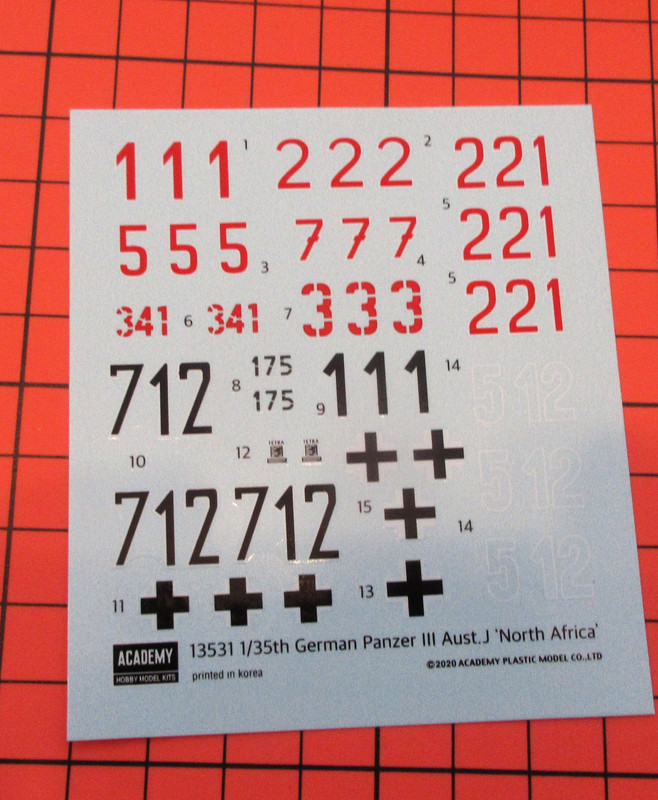 111 1 222 2 221
555 3 777 4 5 221
341 6 341 7 333 5 221
712 8 175 9 111 14 512
175
10 12 TETRA TETRA 512
712 712 15 14
512
11 13
ACADEMY
HOBBY MODEL KITS
13531 1/35th German Panzer III Aust.J 'North Africa'
printed in korea
©2020 ACADEMY PLASTIC MODEL CO.,LTD